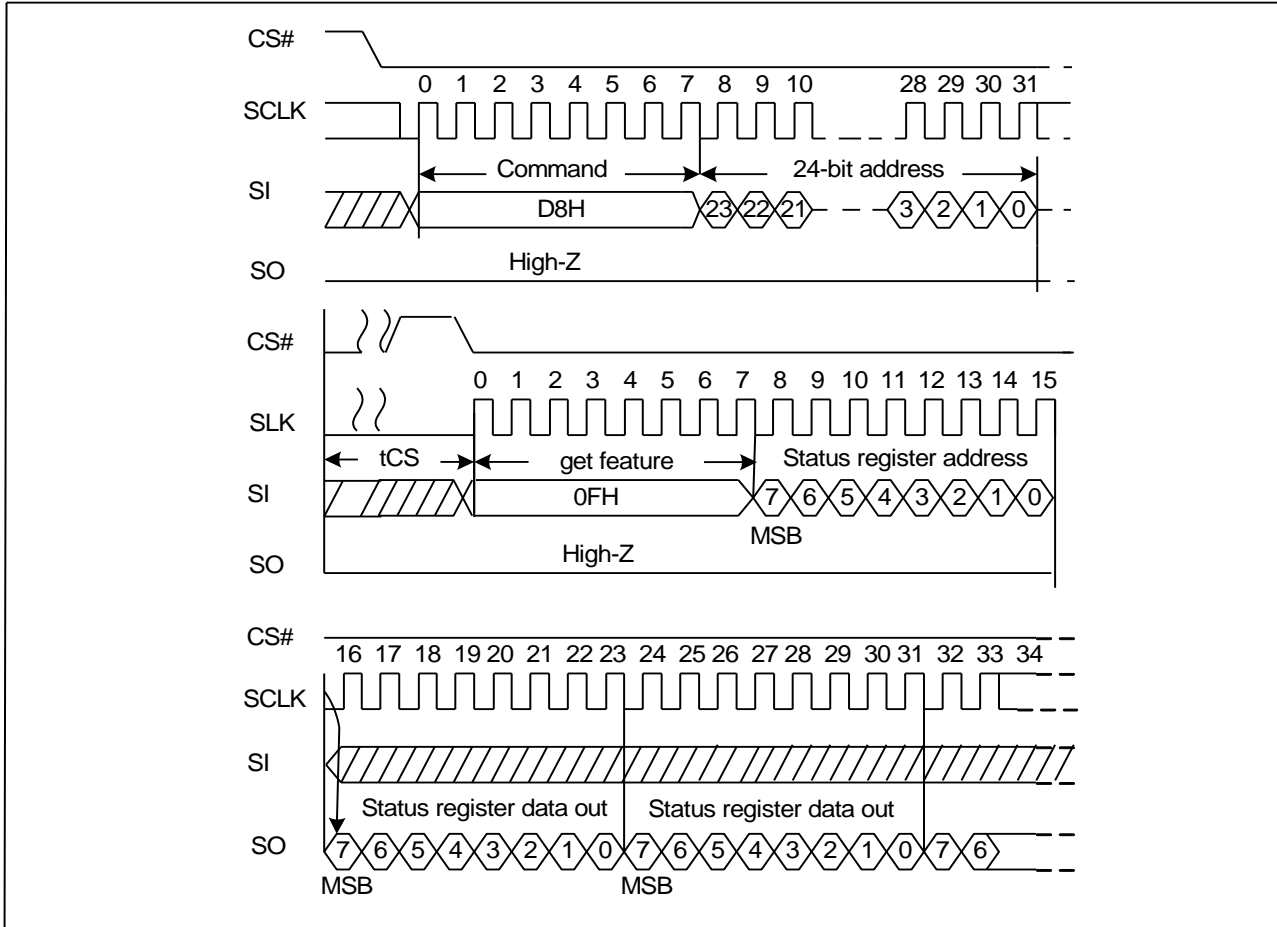 CS#
0 1 2 3 4 5 6 7 8 9 10 28 29 30 31
SCLK
Command 24-bit address
SI
D8H 23 22 21 3 2 1 0
High-Z
SO
CS#
0 1 2 3 4 5 6 7 8 9 10 11 12 13 14 15
SLK
tCS get feature Status register address
SI
0FH 7 6 5 4 3 2 1 0
MSB
High-Z
SO
CS#
16 17 18 19 20 21 22 23 24 25 26 27 28 29 30 31 32 33 34
SCLK
SI
Status register data out Status register data out
SO
7 6 5 4 3 2 1 0 7 6 5 4 3 2 1 0 7 6
MSB MSB